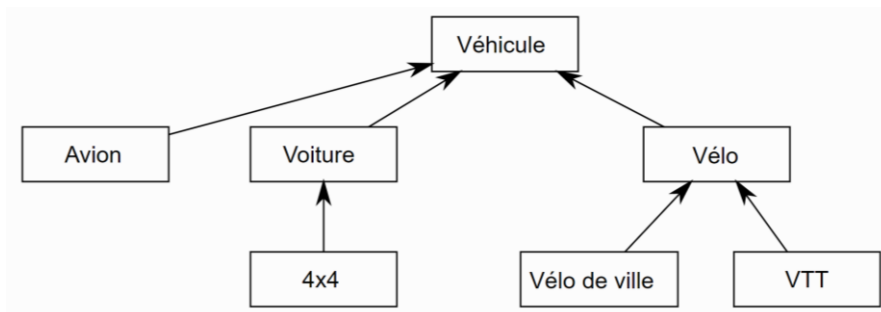 Véhicule
Avion
Voiture
Vélo
4x4
Vélo de ville
VTT